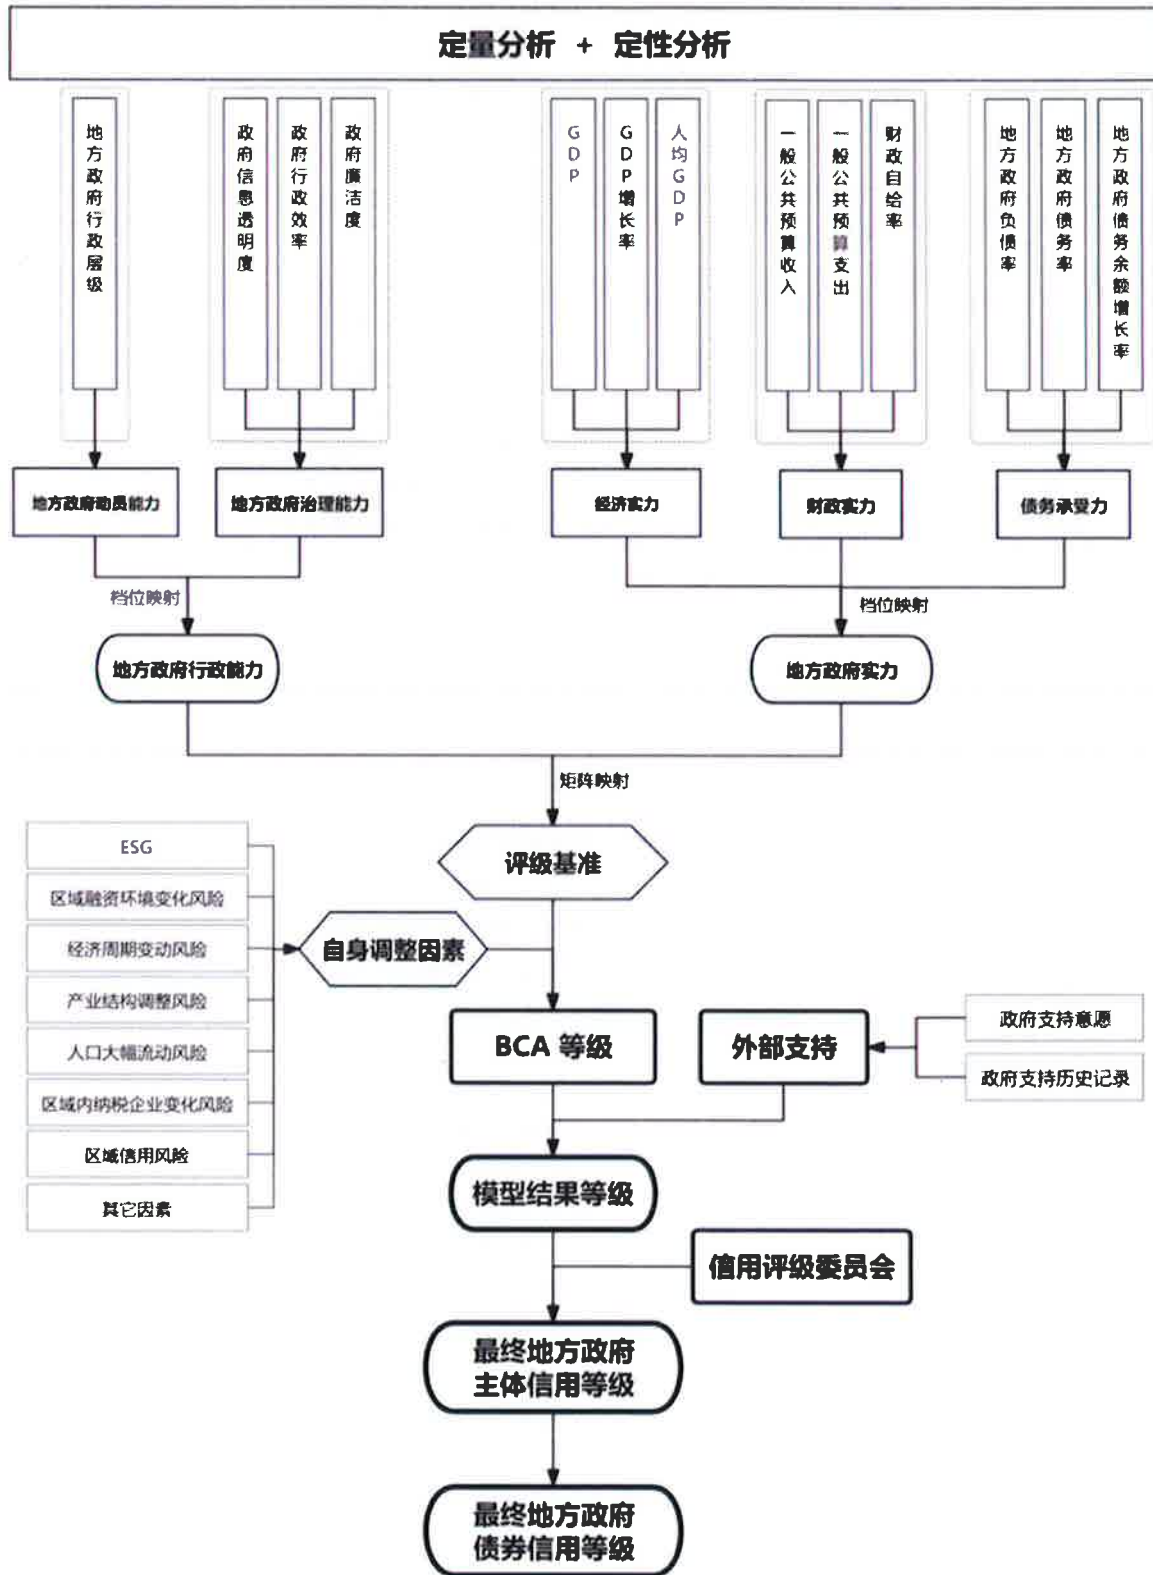 定量分析 + 定性分析
地方政府行政层级
政府信息透明度
政府行政效率
政府廉洁度
GDP
GDP增长率
人均GDP
一般公共预算收入
一般公共预算支出
财政自给率
地方政府负债率
地方政府债务率
地方政府债务余额增长率
地方政府动员能力
地方政府治理能力
经济实力
财政实力
债务承受力
档位映射
档位映射
地方政府行政能力
地方政府实力
矩阵映射
评级基准
ESG
区域融资环境变化风险
经济周期变动风险
产业结构调整风险
人口大幅流动风险
区域内纳税企业变化风险
区域信用风险
其它因素
自身调整因素
BCA 等级
外部支持
政府支持意愿
政府支持历史记录
模型结果等级
信用评级委员会
最终地方政府
主体信用等级
最终地方政府
债券信用等级